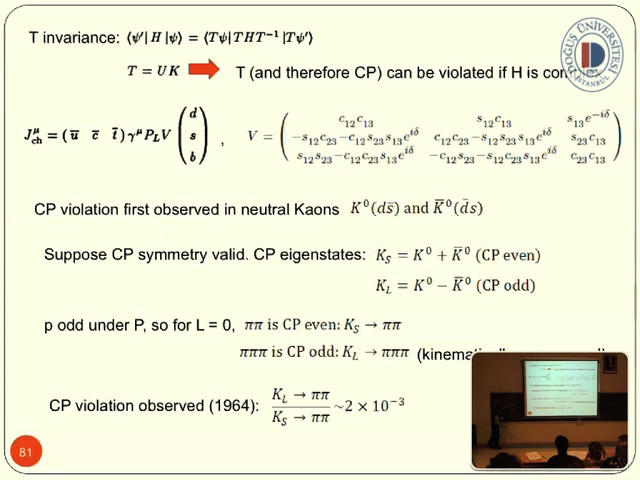 T invariance: ⟨ψ′|H|ψ⟩ = ⟨Tψ|THT⁻¹|Tψ′⟩
T = UK T (and therefore CP) can be violated if H is
J^μ_ch = (ū c̄ t̄) γ^μ P_L V (d s b) , V = ( c₁₂c₁₃ s₁₂c₁₃ s₁₃e^{−iδ}
−s₁₂c₂₃−c₁₂s₂₃s₁₃e^{iδ} c₁₂c₂₃−s₁₂s₂₃s₁₃e^{iδ} s₂₃c₁₃
s₁₂s₂₃−c₁₂c₂₃s₁₃e^{iδ} −c₁₂s₂₃−s₁₂c₂₃s₁₃e^{iδ} c₂₃c₁₃ )
CP violation first observed in neutral Kaons K⁰(ds̄) and K̄⁰(d̄s)
Suppose CP symmetry valid. CP eigenstates: K_S = K⁰ + K̄⁰ (CP even)
K_L = K⁰ − K̄⁰ (CP odd)
p odd under P, so for L = 0, ππ is CP even: K_S → ππ
πππ is CP odd: K_L → πππ
CP violation observed (1964): K_L → ππ / K_S → ππ ~2 × 10⁻³
81
DOĞUŞ ÜNİVERSİTESİ